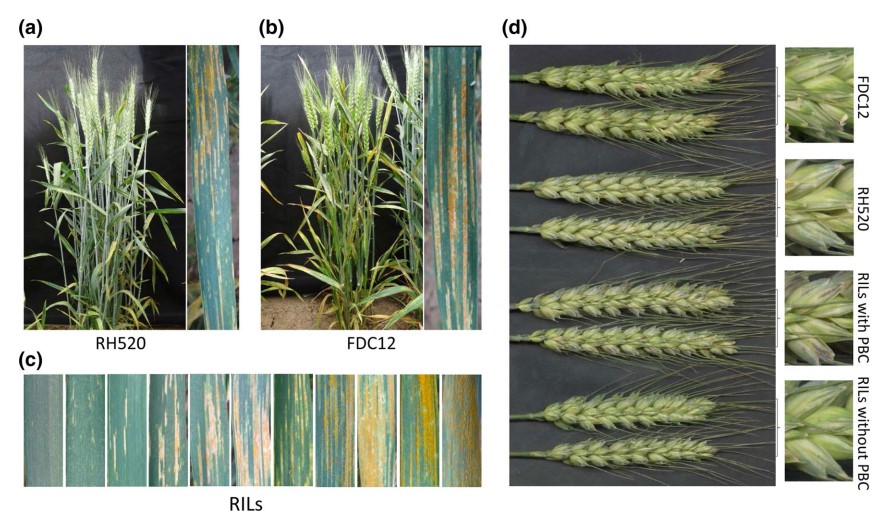 (a)
(b)
(d)
RH520
FDC12
(c)
RILs
FDC12
RH520
RILs with PBC
RILs without PBC